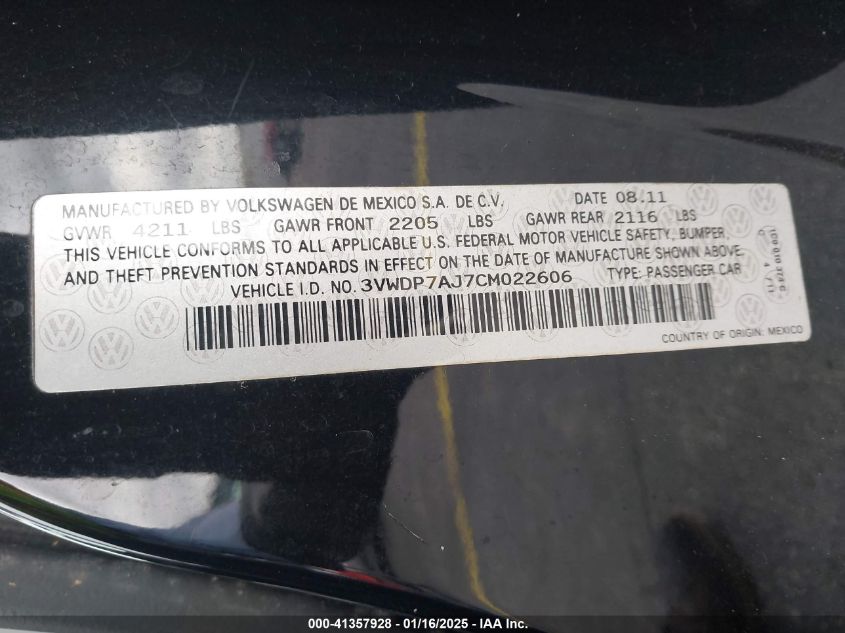 MANUFACTURED BY VOLKSWAGEN DE MEXICO S.A. DE C.V. DATE 08.11
GVWR 4211 LBS GAWR FRONT 2205 LBS GAWR REAR 2116 LBS
THIS VEHICLE CONFORMS TO ALL APPLICABLE U.S. FEDERAL MOTOR VEHICLE SAFETY, BUMPER,
AND THEFT PREVENTION STANDARDS IN EFFECT ON THE DATE OF MANUFACTURE SHOWN ABOVE.
VEHICLE I.D. NO. 3VWDP7AJ7CM022606 TYPE: PASSENGER CAR
COUNTRY OF ORIGIN: MEXICO
000-41357928 - 01/16/2025 - IAA Inc.